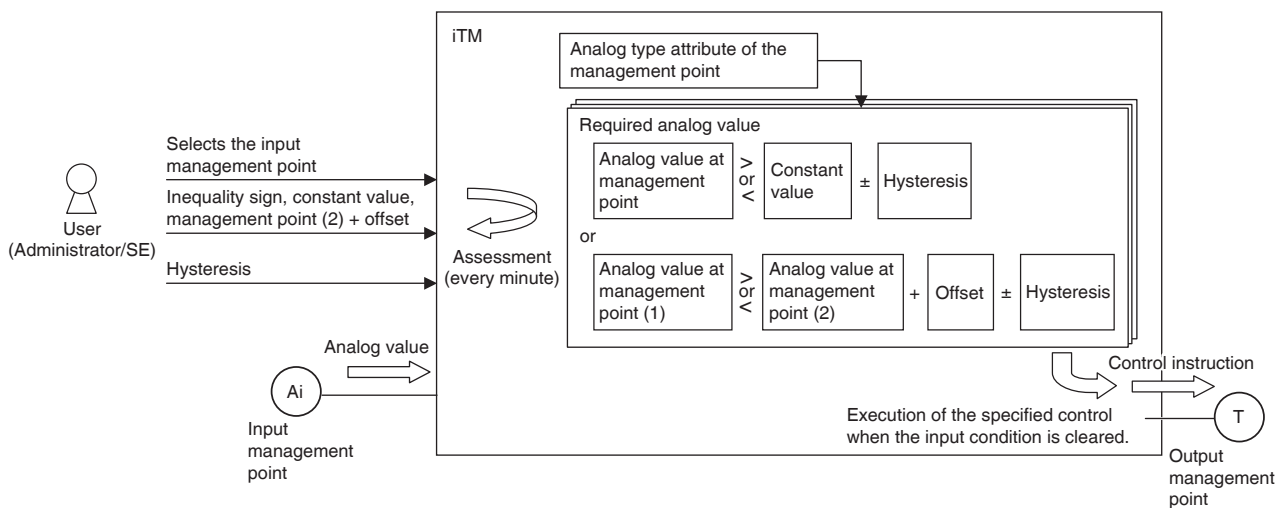 iTM
Analog type attribute of the
management point
Required analog value
Analog value at
management
point
>
or
<
Constant
value
±
Hysteresis
or
Analog value at
management
point (1)
>
or
<
Analog value at
management
point (2)
+
Offset
±
Hysteresis
Selects the input
management point
Inequality sign, constant value,
management point (2) + offset
Hysteresis
User
(Administrator/SE)
Assessment
(every minute)
Analog value
Ai
Input
management
point
Execution of the specified control
when the input condition is cleared.
Control instruction
T
Output
management
point